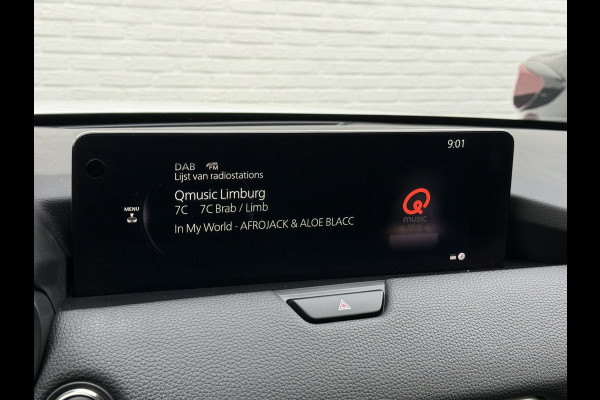 9:01
DAB FM
Lijst van radiostations
Qmusic Limburg
7C 7C Brab / Limb
In My World - AFROJACK & ALOE BLACC
MENU
Q
music